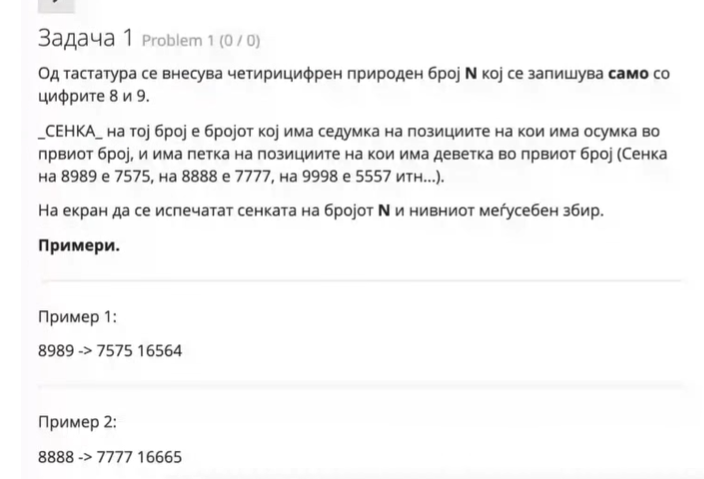 Задача 1 Problem 1 (0 / 0)
Од тастатура се внесува четирицифрен природен број N кој се запишува само со
цифрите 8 и 9.
_СЕНКА_ на тој број е бројот кој има седумка на позициите на кои има осумка во
првиот број, и има петка на позициите на кои има деветка во првиот број (Сенка
на 8989 е 7575, на 8888 е 7777, на 9998 е 5557 итн...).
На екран да се испечатат сенката на бројот N и нивниот меѓусебен збир.
Примери.
Пример 1:
8989 -> 7575 16564
Пример 2:
8888 -> 7777 16665